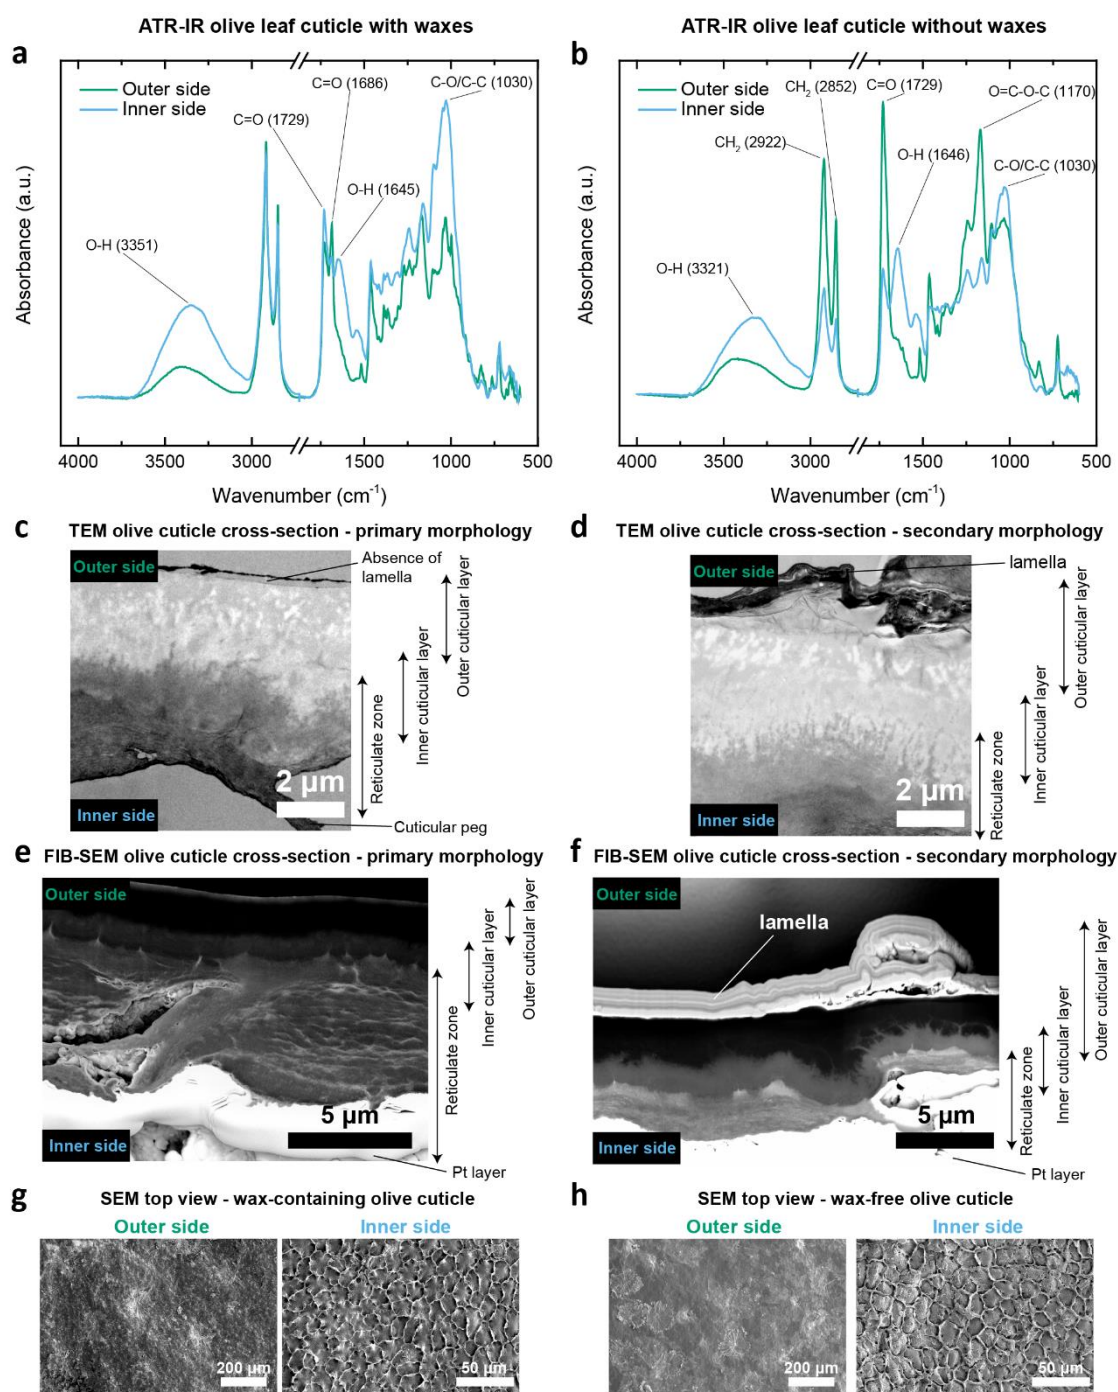 ATR-IR olive leaf cuticle with waxes
ATR-IR olive leaf cuticle without waxes
a
b
Outer side
Inner side
C=O (1686)
C-O/C-C (1030)
C=O (1729)
O-H (1645)
O-H (3351)
Absorbance (a.u.)
4000
3500
3000
1500
1000
500
Wavenumber (cm⁻¹)
Outer side
Inner side
CH₂ (2852)
C=O (1729)
O=C-O-C (1170)
CH₂ (2922)
O-H (1646)
C-O/C-C (1030)
O-H (3321)
Absorbance (a.u.)
4000
3500
3000
1500
1000
500
Wavenumber (cm⁻¹)
c
TEM olive cuticle cross-section - primary morphology
Outer side
Absence of
lamella
Outer cuticular layer
Inner cuticular layer
Reticulate zone
2 µm
Inner side
Cuticular peg
d
TEM olive cuticle cross-section - secondary morphology
Outer side
lamella
Outer cuticular layer
Inner cuticular layer
Reticulate zone
2 µm
Inner side
e
FIB-SEM olive cuticle cross-section - primary morphology
Outer side
Outer cuticular layer
Inner cuticular layer
Reticulate zone
5 µm
Inner side
Pt layer
f
FIB-SEM olive cuticle cross-section - secondary morphology
Outer side
lamella
Outer cuticular layer
Inner cuticular layer
Reticulate zone
5 µm
Inner side
Pt layer
g
SEM top view - wax-containing olive cuticle
Outer side
Inner side
200 µm
50 µm
h
SEM top view - wax-free olive cuticle
Outer side
Inner side
200 µm
50 µm